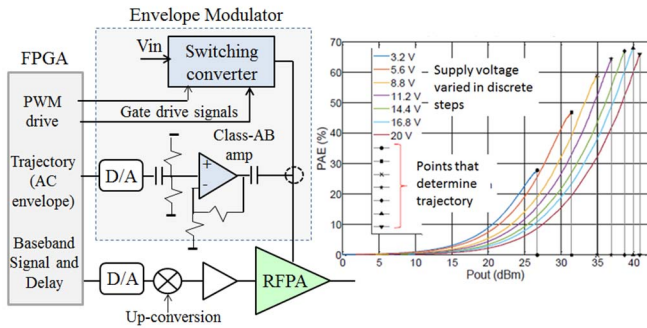 Envelope Modulator
FPGA
Vin
Switching
converter
PWM
drive
Gate drive signals
Class-AB
amp
Trajectory
(AC
envelope)
D/A
+
-
Baseband
Signal and
Delay
D/A
RFPA
Up-conversion
PAE (%)
70
60
50
40
30
20
10
0
0 5 10 15 20 25 30 35 40
Pout (dBm)
3.2 V
5.6 V
8.8 V
11.2 V
14.4 V
16.8 V
20 V
Supply voltage
varied in discrete
steps
Points that
determine
trajectory